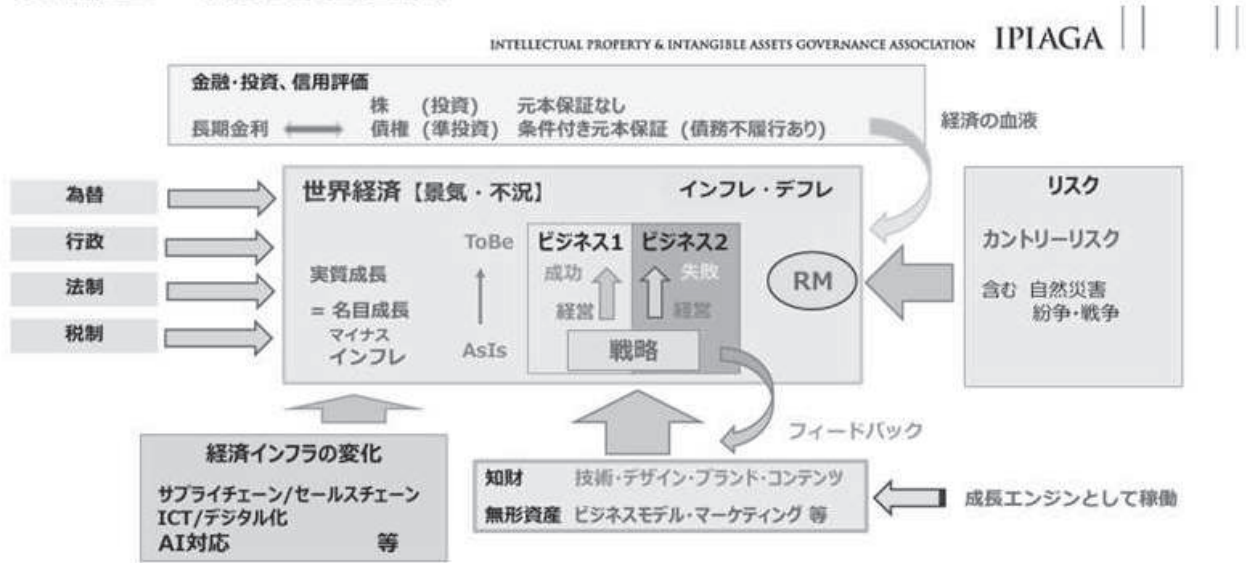 INTELLECTUAL PROPERTY & INTANGIBLE ASSETS GOVERNANCE ASSOCIATION IPIAGA
金融・投資、信用評価
株 (投資) 元本保証なし
長期金利 債権 (準投資) 条件付き元本保証 (債務不履行あり)
経済の血液
為替
行政
法制
税制
世界経済【景気・不況】 インフレ・デフレ
実質成長
= 名目成長
マイナス
インフレ
ToBe
AsIs
ビジネス1
成功
経営
ビジネス2
失敗
経営
戦略
RM
リスク
カントリーリスク
含む 自然災害
紛争・戦争
フィードバック
経済インフラの変化
サプライチェーン/セールスチェーン
ICT/デジタル化
AI対応 等
知財 技術・デザイン・ブランド・コンテンツ
無形資産 ビジネスモデル・マーケティング 等
成長エンジンとして稼働